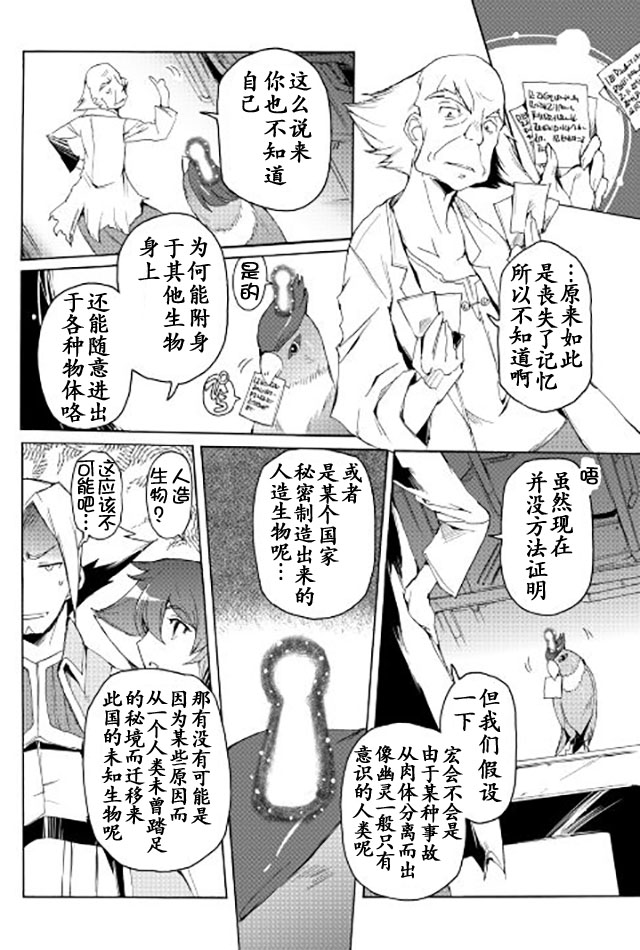 …原来如此
是丧失了记忆
所以不知道啊
这么说来
你也不知道
自己
为何能附身
于其他生物
身上
还能随意进出
于各种物体咯
是的
唔
虽然现在
并没方法证明
但我们假设
一下
宏会不会是
由于某种事故
从肉体分离而出
像幽灵一般只有
意识的人类呢
或者
是某个国家
秘密制造出来的
人造生物呢…
人造
生物？
这应该不
可能吧…
那有没有可能是
因为某些原因而
从一个人类未曾踏足
的秘境而迁移来
此国的未知生物呢